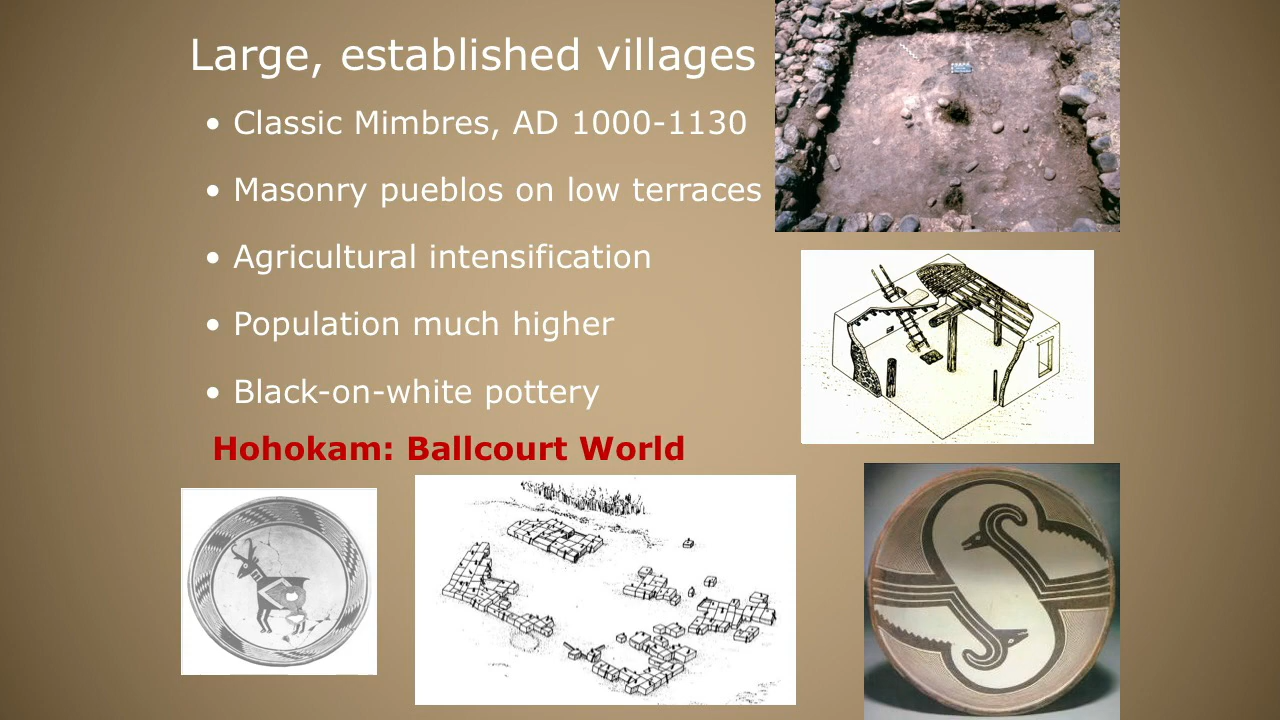 Large, established villages
• Classic Mimbres, AD 1000-1130
• Masonry pueblos on low terraces
• Agricultural intensification
• Population much higher
• Black-on-white pottery
Hohokam: Ballcourt World